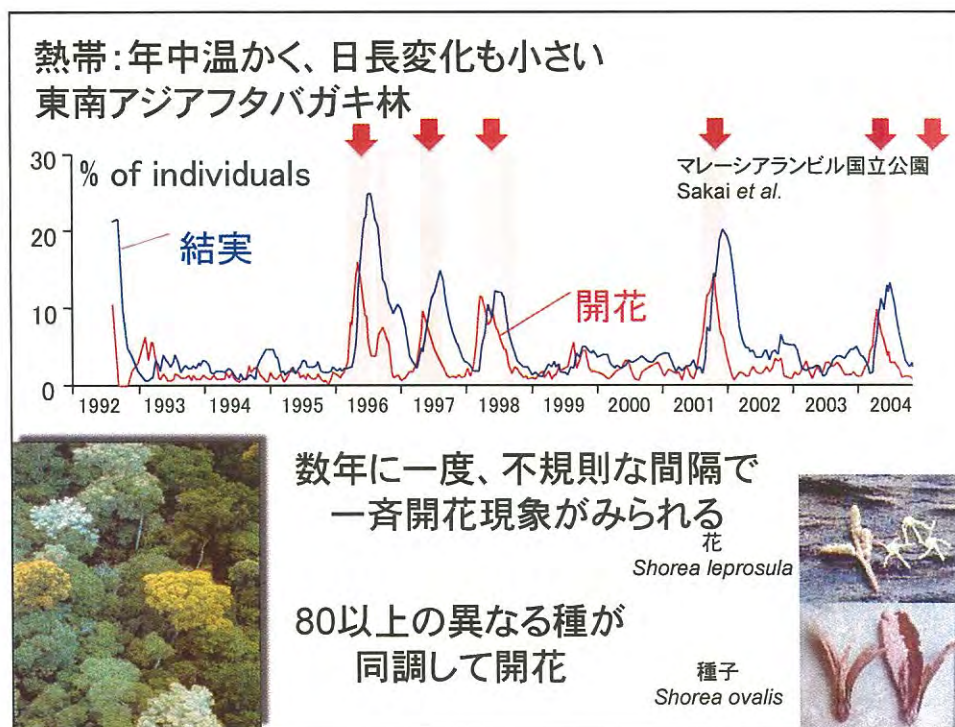 熱帯：年中温かく、日長変化も小さい
東南アジアフタバガキ林
30
20
10
0
% of individuals
結実
開花
マレーシアランビル国立公園
Sakai et al.
1992 1993 1994 1995 1996 1997 1998 1999 2000 2001 2002 2003 2004
数年に一度、不規則な間隔で
一斉開花現象がみられる
花
Shorea leprosula
80以上の異なる種が
同調して開花
種子
Shorea ovalis